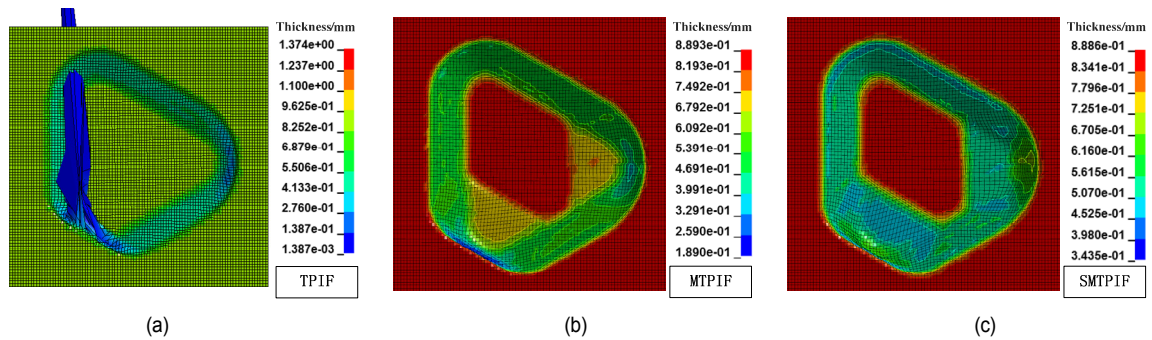 Thickness/mm
1.374e+00
1.237e+00
1.100e+00
9.625e-01
8.252e-01
6.879e-01
5.506e-01
4.133e-01
2.760e-01
1.387e-01
1.387e-03
TPIF
(a)
Thickness/mm
8.893e-01
8.193e-01
7.492e-01
6.792e-01
6.092e-01
5.391e-01
4.691e-01
3.991e-01
3.291e-01
2.590e-01
1.890e-01
MTPIF
(b)
Thickness/mm
8.886e-01
8.341e-01
7.796e-01
7.251e-01
6.705e-01
6.160e-01
5.615e-01
5.070e-01
4.525e-01
3.980e-01
3.435e-01
SMTPIF
(c)